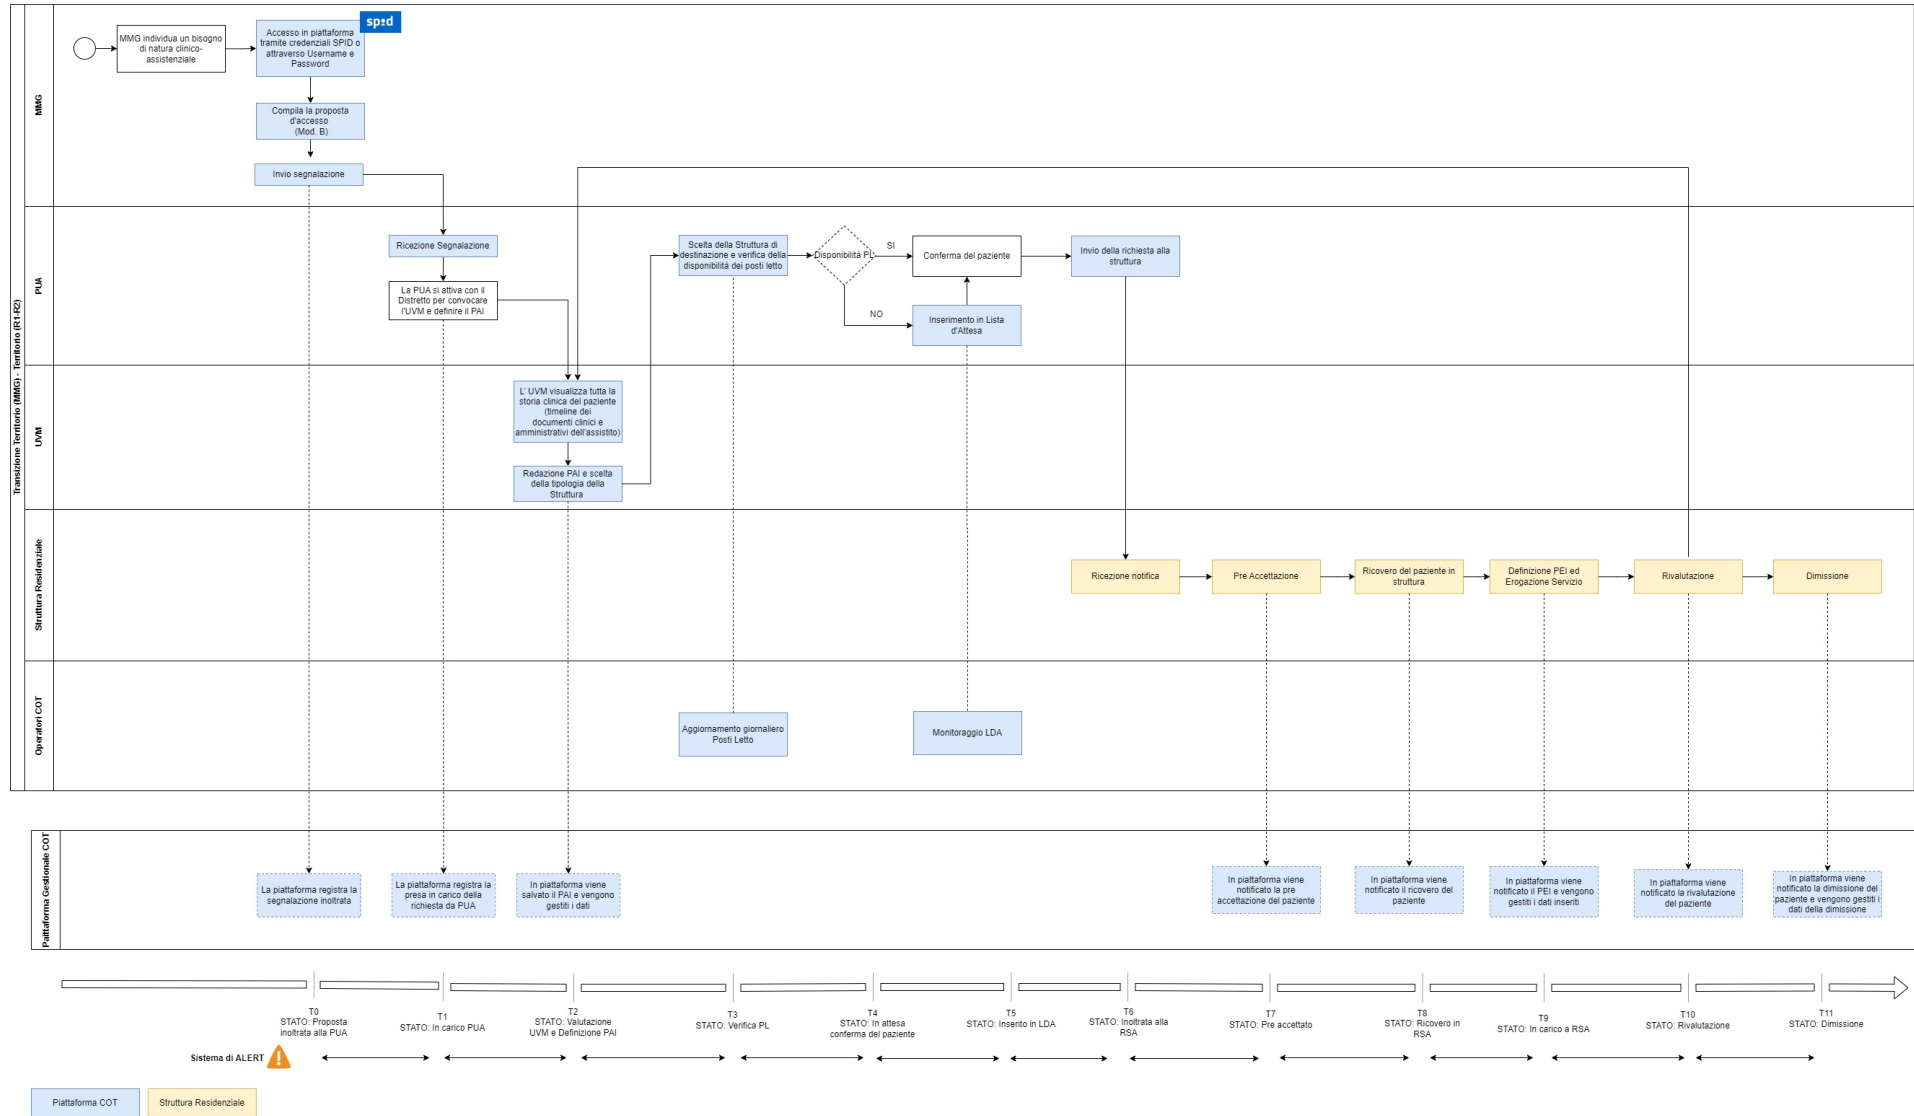 Transizione Territorio (MMG) - Territorio (R1-R2)
MMG
sp:d
MMG individua un bisogno
di natura clinico-
assistenziale
Accesso in piattaforma
tramite credenziali SPID o
attraverso Username e
Password
Compila la proposta
d'accesso
(Mod. B)
Invio segnalazione
PUA
Ricezione Segnalazione
La PUA si attiva con il
Distretto per convocare
l'UVM e definire il PAI
Scelta della Struttura di
destinazione e verifica della
disponibilità dei posti letto
Disponibilità PL
SI
NO
Conferma del paziente
Inserimento in Lista
d'Attesa
Invio della richiesta alla
struttura
UVM
L' UVM visualizza tutta la
storia clinica del paziente
(timeline dei
documenti clinici e
amministrativi dell'assistito)
Redazione PAI e scelta
della tipologia della
Struttura
Struttura Residenziale
Ricezione notifica
Pre Accettazione
Ricovero del paziente in
struttura
Definizione PEI ed
Erogazione Servizio
Rivalutazione
Dimissione
Operatori COT
Aggiornamento giornaliero
Posti Letto
Monitoraggio LDA
Paittaforma Gestionale COT
La piattaforma registra la
segnalazione inoltrata
La piattaforma registra la
presa in carico della
richiesta da PUA
In piattaforma viene
salvato il PAI e vengono
gestiti i dati
In piattaforma viene
notificato la pre
accettazione del paziente
In piattaforma viene
notificato il ricovero del
paziente
In piattaforma viene
notificato il PEI e vengono
gestiti i dati inseriti
In piattaforma viene
notificato la rivalutazione
del paziente
In piattaforma viene
notificato la dimissione del
paziente e vengono gestiti i
dati della dimissione
T0
STATO: Proposta
inoltrata alla PUA
T1
STATO: In carico PUA
T2
STATO: Valutazione
UVM e Definizione PAI
T3
STATO: Verifica PL
T4
STATO: In attesa
conferma del paziente
T5
STATO: Inserito in LDA
T6
STATO: Inoltrata alla
RSA
T7
STATO: Pre accettato
T8
STATO: Ricovero in
RSA
T9
STATO: In carico a RSA
T10
STATO: Rivalutazione
T11
STATO: Dimissione
Sistema di ALERT
Piattaforma COT
Struttura Residenziale